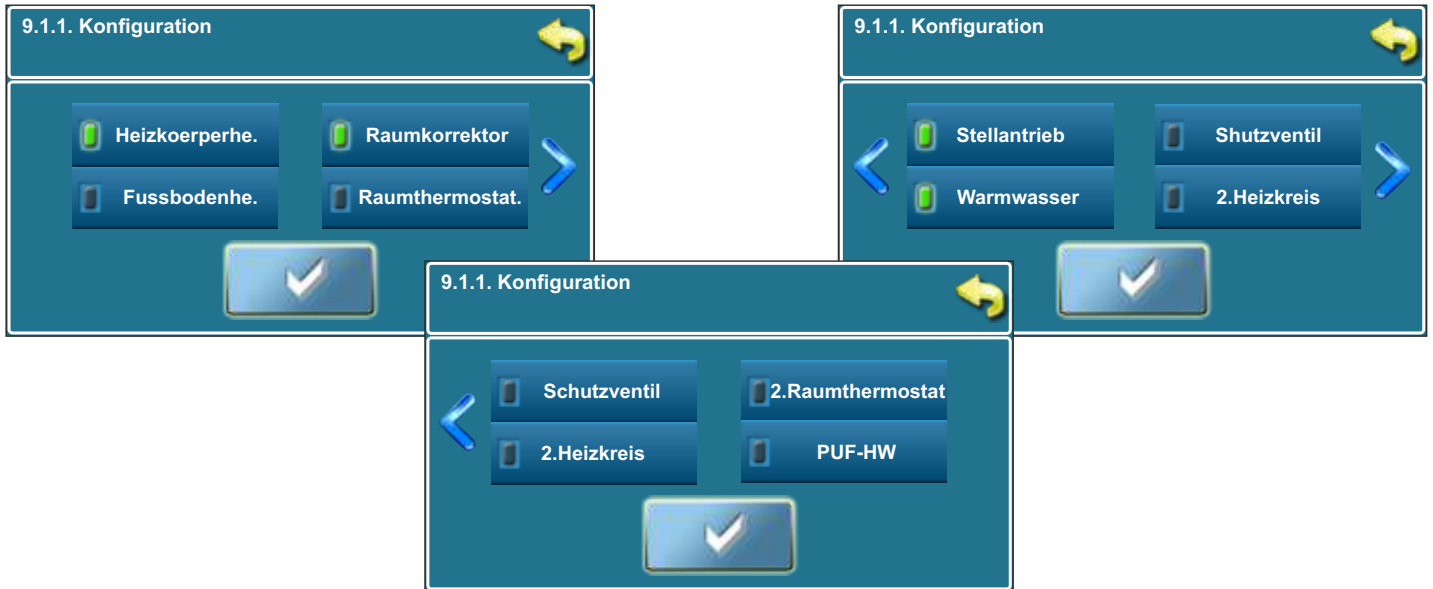 9.1.1. Konfiguration
Heizkoerperhe.
Raumkorrektor
Fussbodenhe.
Raumthermostat.
9.1.1. Konfiguration
Stellantrieb
Shutzventil
Warmwasser
2.Heizkreis
9.1.1. Konfiguration
Schutzventil
2.Raumthermostat
2.Heizkreis
PUF-HW